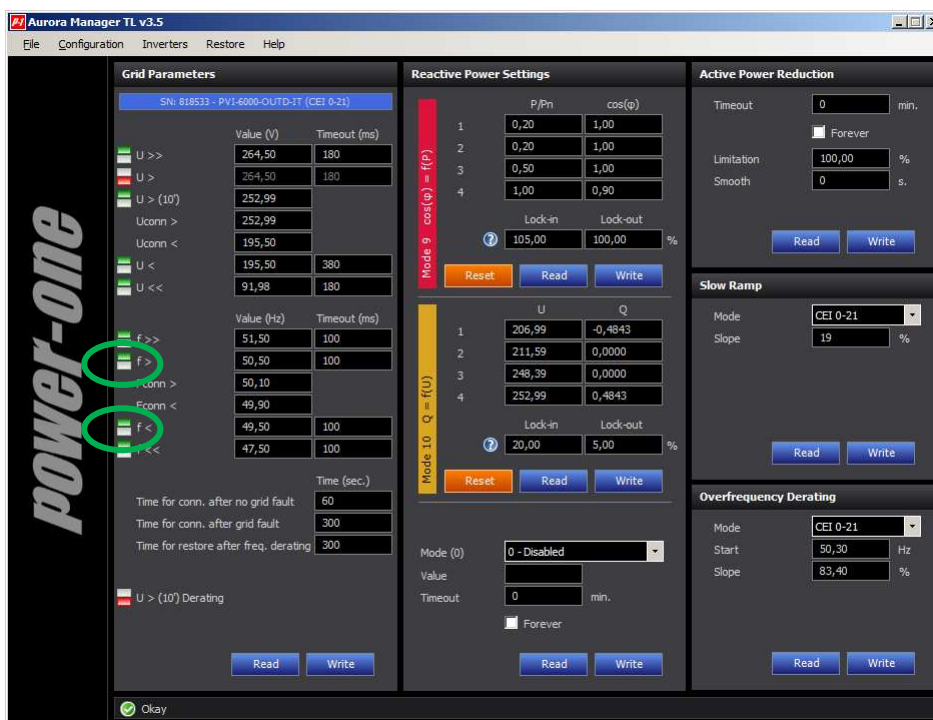 Aurora Manager TL v3.5
File Configuration Inverters Restore Help
power-one
Grid Parameters
SN: 818533 - PVI-6000-OUTD-IT (CEI 0-21)
Value (V) Timeout (ms)
U >> 264,50 180
U > 264,50 180
U > (10') 252,99
Uconn > 252,99
Uconn < 195,50
U < 195,50 380
U << 91,98 180
Value (Hz) Timeout (ms)
f >> 51,50 100
f > 50,50 100
Fconn > 50,10
Fconn < 49,90
f < 49,50 100
f << 47,50 100
Time (sec.)
Time for conn. after no grid fault 60
Time for conn. after grid fault 300
Time for restore after freq. derating 300
U > (10') Derating
Read Write
Reactive Power Settings
Mode 9 cos(φ) = f(P)
P/Pn cos(φ)
1 0,20 1,00
2 0,20 1,00
3 0,50 1,00
4 1,00 0,90
Lock-in Lock-out
? 105,00 100,00 %
Reset Read Write
Mode 10 Q = f(U)
U Q
1 206,99 -0,4843
2 211,59 0,0000
3 248,39 0,0000
4 252,99 0,4843
Lock-in Lock-out
? 20,00 5,00 %
Reset Read Write
Mode (0) 0 - Disabled
Value
Timeout 0 min.
Forever
Read Write
Active Power Reduction
Timeout 0 min.
Forever
Limitation 100,00 %
Smooth 0 s.
Read Write
Slow Ramp
Mode CEI 0-21
Slope 19 %
Read Write
Overfrequency Derating
Mode CEI 0-21
Start 50,30 Hz
Slope 83,40 %
Read Write
Okay